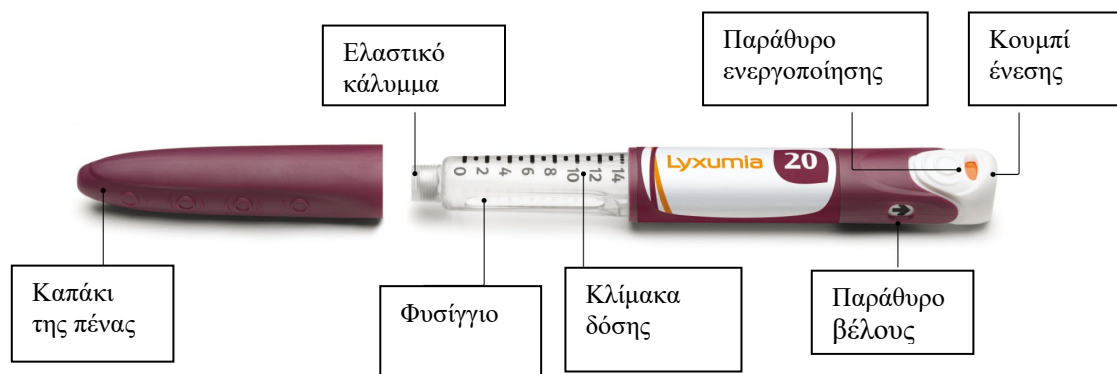 Ελαστικό
κάλυμμα
Παράθυρο
ενεργοποίησης
Κουμπί
ένεσης
Lyxumia 20
0 2 4 6 8 10 12 14
Καπάκι
της πένας
Φυσίγγιο
Κλίμακα
δόσης
Παράθυρο
βέλους